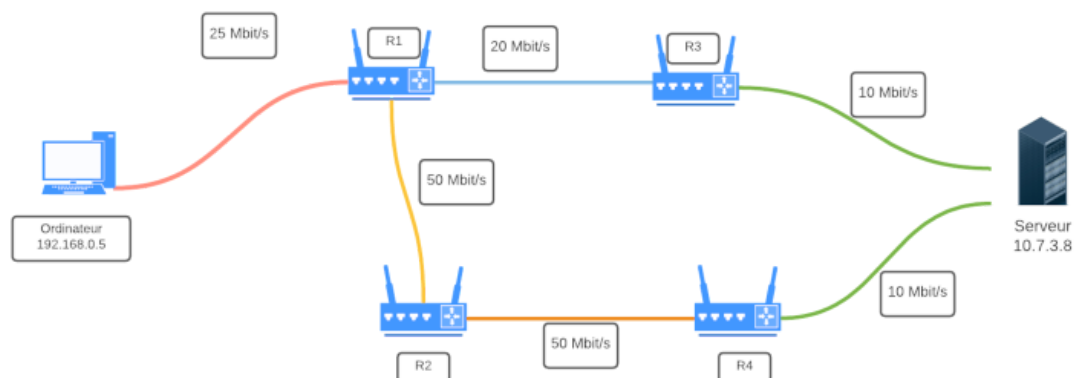 25 Mbit/s
R1
20 Mbit/s
R3
10 Mbit/s
50 Mbit/s
Ordinateur
192.168.0.5
Serveur
10.7.3.8
10 Mbit/s
50 Mbit/s
R2
R4